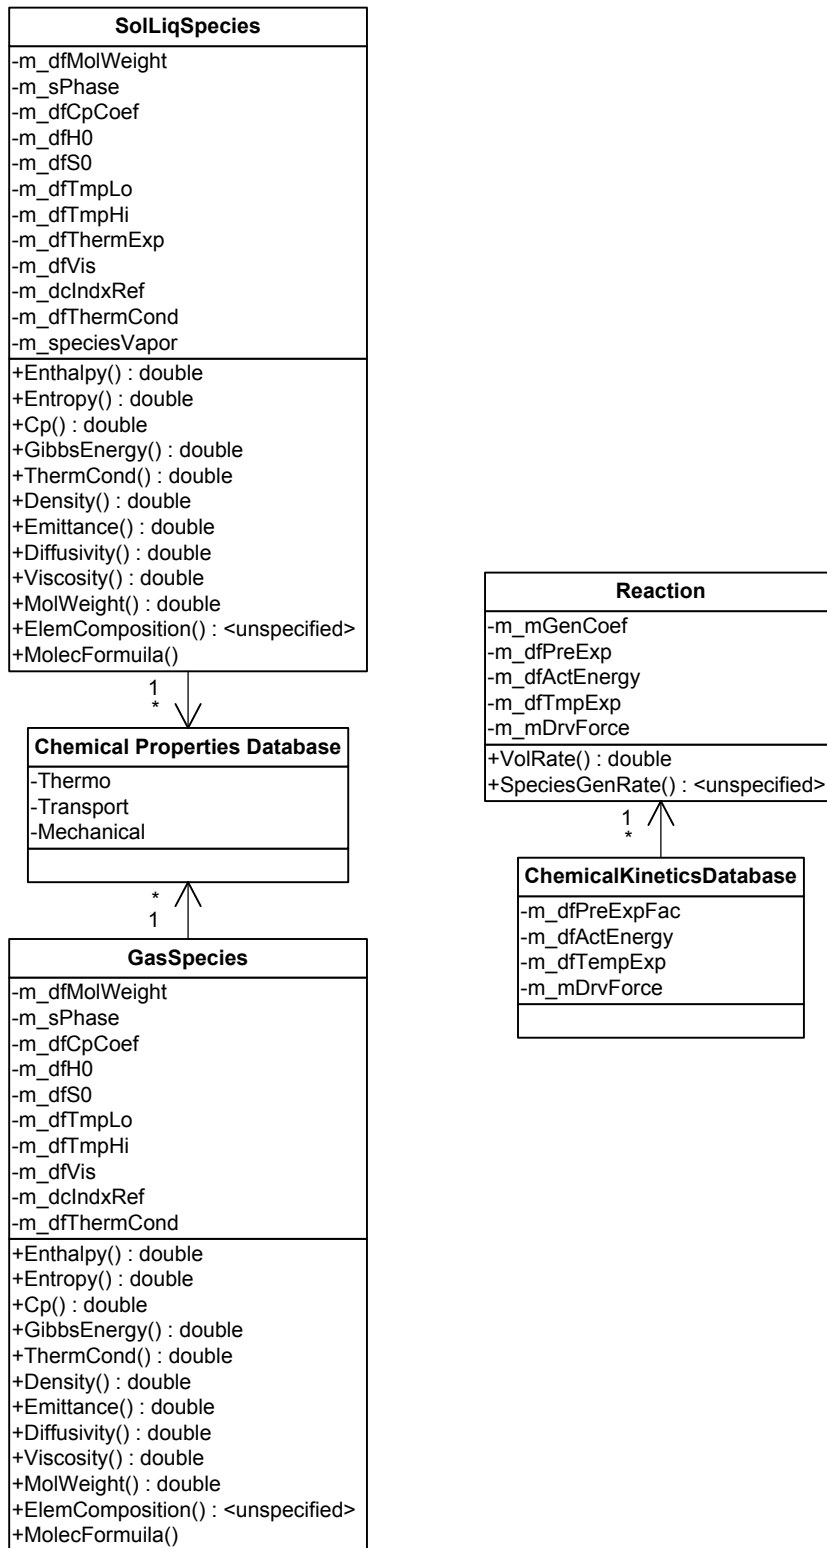 SolLiqSpecies
-m_dfMolWeight
-m_sPhase
-m_dfCpCoef
-m_dfH0
-m_dfS0
-m_dfTmpLo
-m_dfTmpHi
-m_dfThermExp
-m_dfVis
-m_dcIndxRef
-m_dfThermCond
-m_speciesVapor
+Enthalpy() : double
+Entropy() : double
+Cp() : double
+GibbsEnergy() : double
+ThermCond() : double
+Density() : double
+Emittance() : double
+Diffusivity() : double
+Viscosity() : double
+MolWeight() : double
+ElemComposition() : <unspecified>
+MolecFormuila()
1
*
Chemical Properties Database
-Thermo
-Transport
-Mechanical
*
1
GasSpecies
-m_dfMolWeight
-m_sPhase
-m_dfCpCoef
-m_dfH0
-m_dfS0
-m_dfTmpLo
-m_dfTmpHi
-m_dfVis
-m_dcIndxRef
-m_dfThermCond
+Enthalpy() : double
+Entropy() : double
+Cp() : double
+GibbsEnergy() : double
+ThermCond() : double
+Density() : double
+Emittance() : double
+Diffusivity() : double
+Viscosity() : double
+MolWeight() : double
+ElemComposition() : <unspecified>
+MolecFormuila()
Reaction
-m_mGenCoef
-m_dfPreExp
-m_dfActEnergy
-m_dfTmpExp
-m_mDrvForce
+VolRate() : double
+SpeciesGenRate() : <unspecified>
1
*
ChemicalKineticsDatabase
-m_dfPreExpFac
-m_dfActEnergy
-m_dfTempExp
-m_mDrvForce